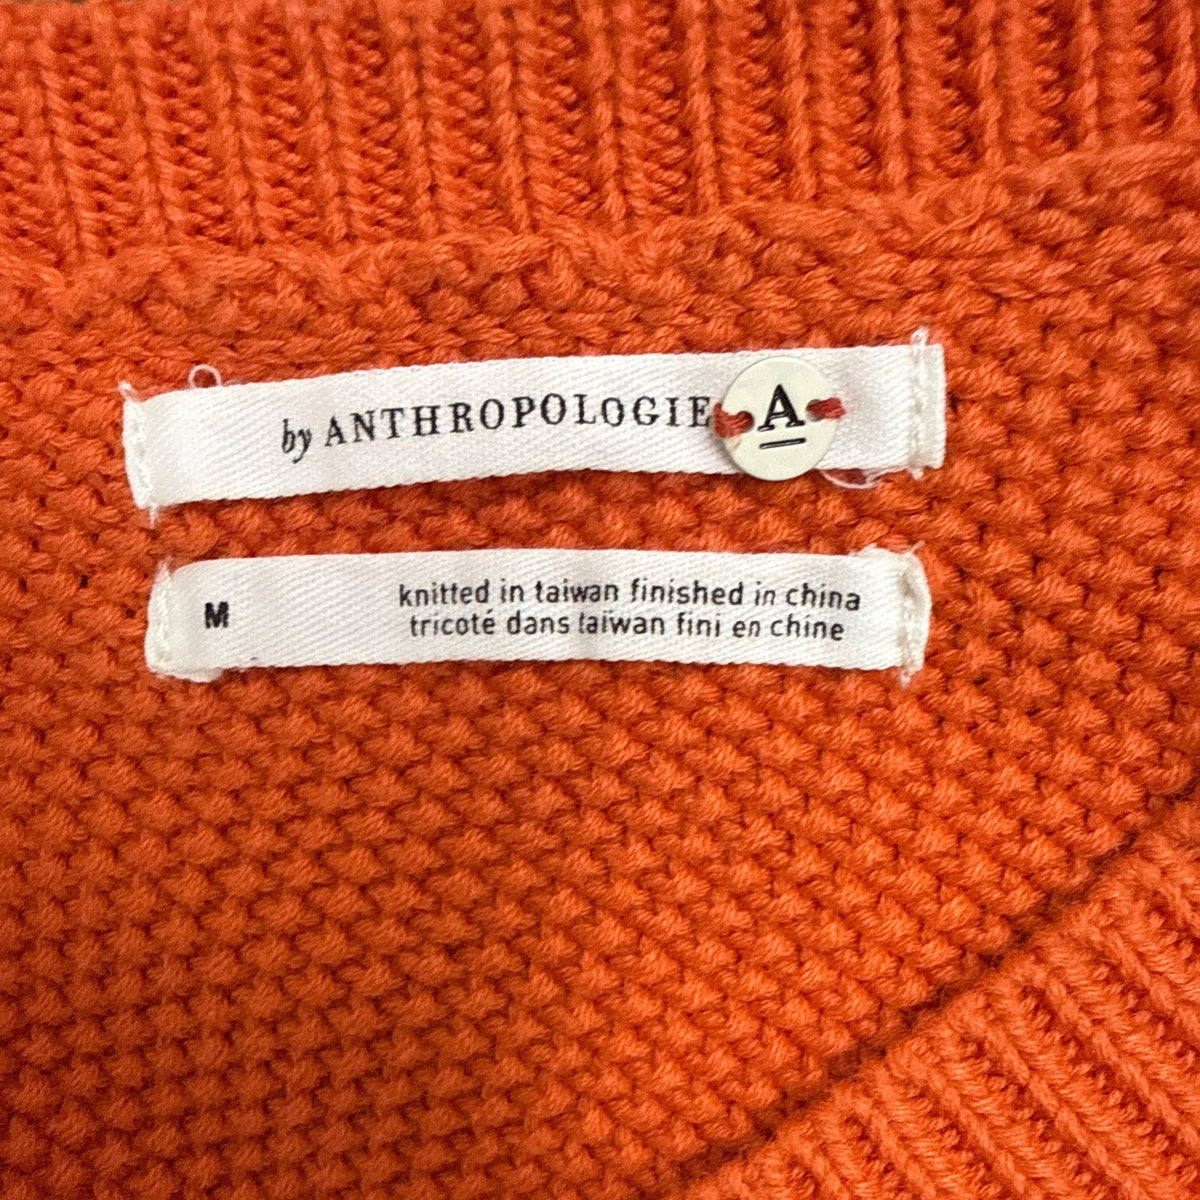 by ANTHROPOLOGIE
A
M
knitted in taiwan finished in china
tricoté dans taïwan fini en chine